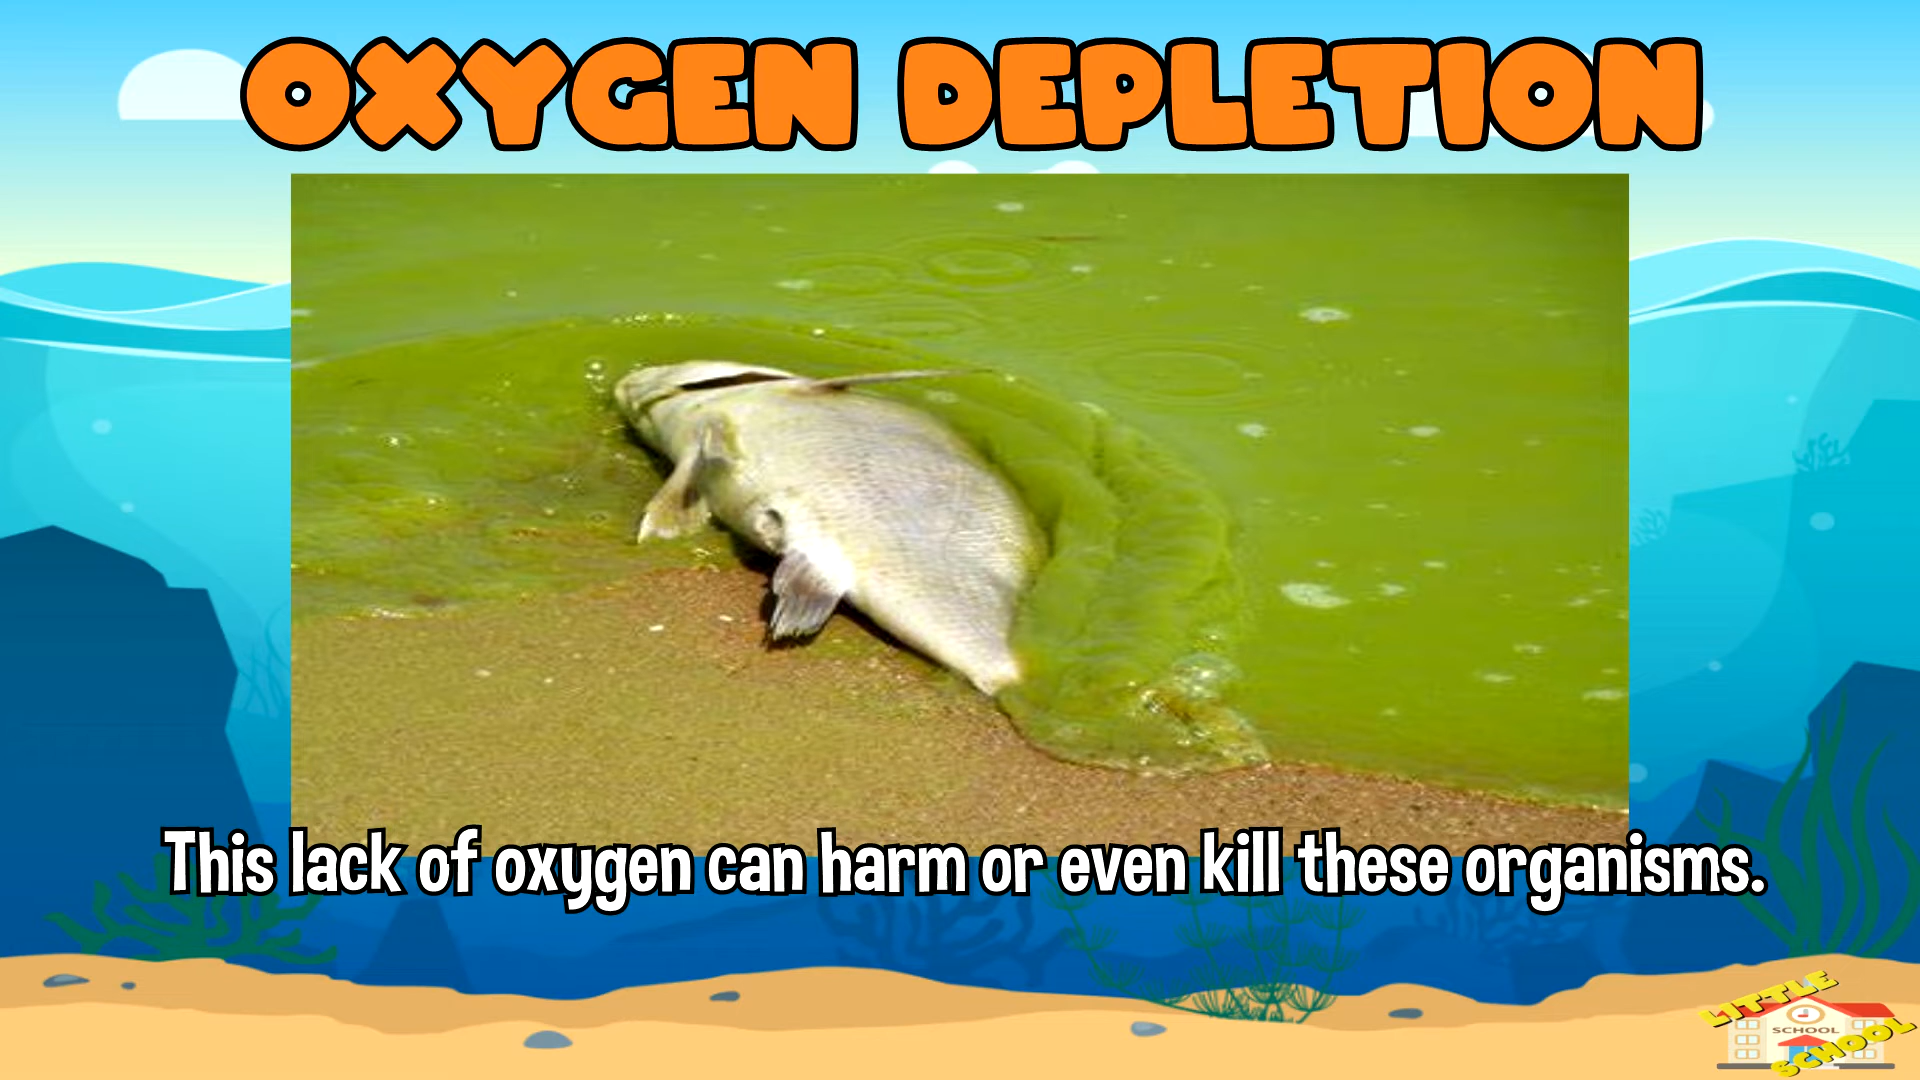 OXYGEN DEPLETION
This lack of oxygen can harm or even kill these organisms.
LITTLE
SCHOOL
SCHOOL